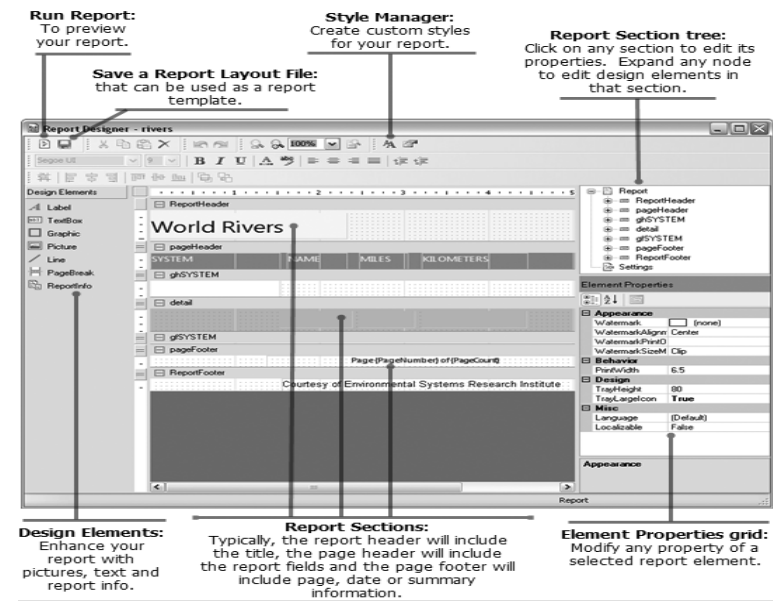 Run Report:
To preview
your report.
Style Manager:
Create custom styles
for your report.
Report Section tree:
Click on any section to edit its
properties. Expand any node
to edit design elements in
that section.
Save a Report Layout File:
that can be used as a report
template.
Report Designer - rivers
100%
Segoe UI
9
B I U
Design Elements
Label
TextBox
Graphic
Picture
Line
PageBreak
ReportInfo
1 2 3 4 5
ReportHeader
World Rivers
pageHeader
SYSTEM NAME MILES KILOMETERS
ghSYSTEM
detail
gfSYSTEM
pageFooter
Page {PageNumber} of {PageCount}
ReportFooter
Courtesy of Environmental Systems Research Institute
Report
ReportHeader
pageHeader
ghSYSTEM
detail
gfSYSTEM
pageFooter
ReportFooter
Settings
Element Properties
Appearance
Watermark (none)
WatermarkAlignm Center
WatermarkPrintO
WatermarkSizeM Clip
Behavior
PrintWidth 6.5
Design
TrayHeight 80
TrayLargeIcon True
Misc
Language (Default)
Localizable False
Appearance
Report
Design Elements:
Enhance your
report with
pictures, text and
report info.
Report Sections:
Typically, the report header will include
the title, the page header will include
the report fields and the page footer will
include page, date or summary
information.
Element Properties grid:
Modify any property of a
selected report element.